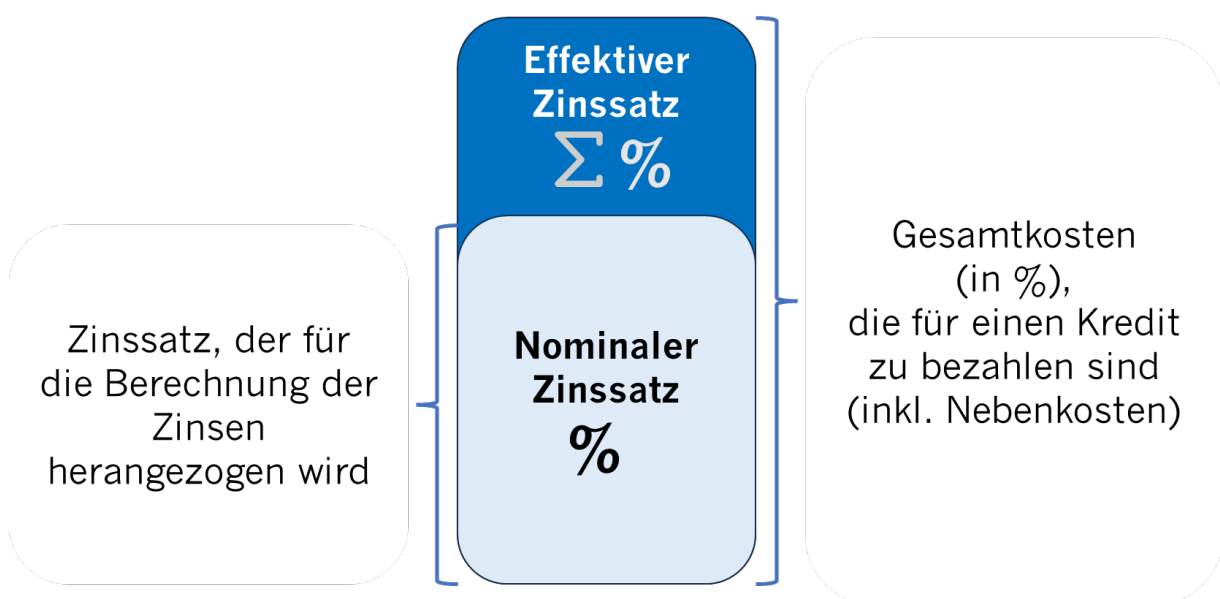 Effektiver
Zinssatz
Σ %
Zinssatz, der für
die Berechnung der
Zinsen
herangezogen wird
Nominaler
Zinssatz
%
Gesamtkosten
(in %),
die für einen Kredit
zu bezahlen sind
(inkl. Nebenkosten)